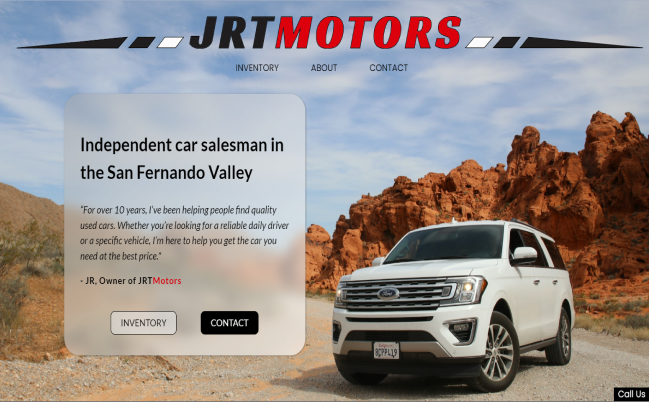 JRTMOTORS
INVENTORY ABOUT CONTACT
Independent car salesman in
the San Fernando Valley
"For over 10 years, I've been helping people find quality
used cars. Whether you're looking for a reliable daily driver
or a specific vehicle, I'm here to help you get the car you
need at the best price."
- JR, Owner of JRTMotors
INVENTORY CONTACT
Ford
Call Us